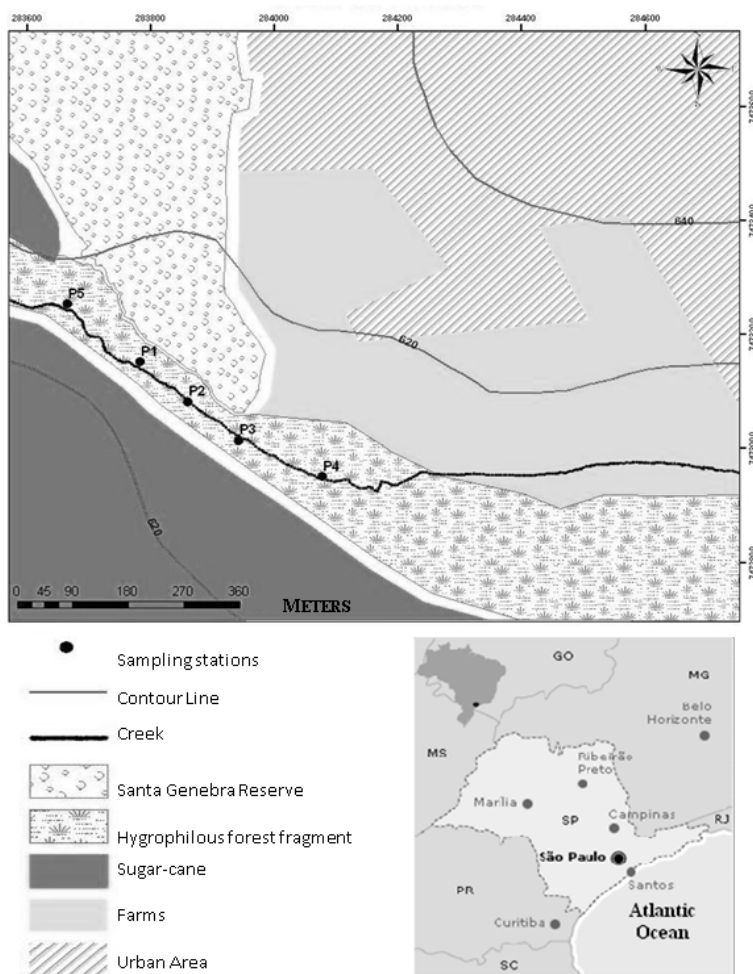 283600 283800 284000 284200 284400 284600
640
620
P5
P1
P2
P3
P4
620
0 45 90 180 270 360
METERS
Sampling stations
Contour Line
Creek
Santa Genebra Reserve
Hygrophilous forest fragment
Sugar-cane
Farms
Urban Area
GO
MG
Belo
Horizonte
MS
Ribeirão
Preto
Marília
SP
Campinas
RJ
São Paulo
Santos
PR
Curitiba
Atlantic
Ocean
SC